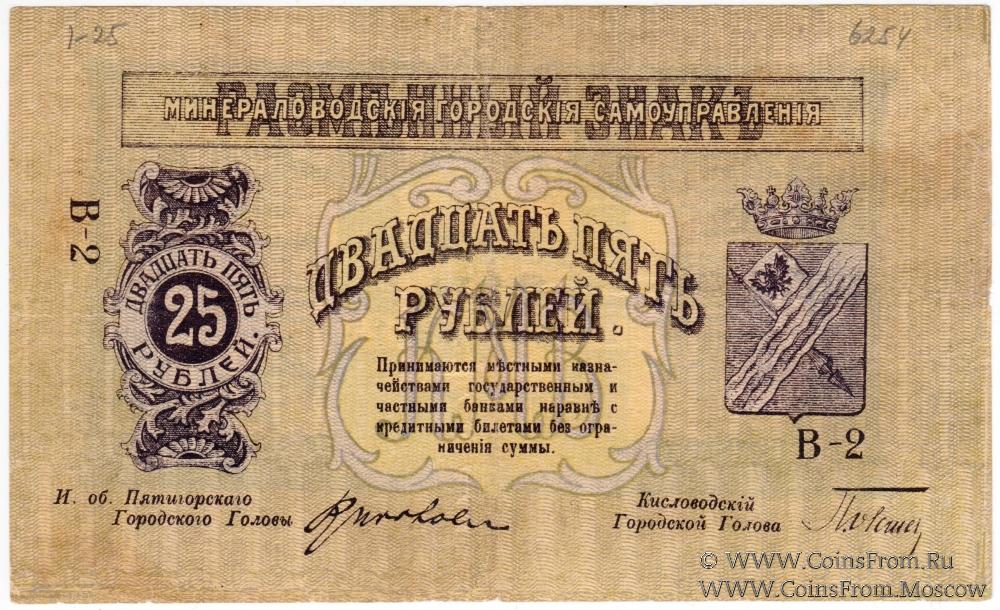 1-25
6254
РАЗМѢННЫЙ ЗНАКЪ
МИНЕРАЛОВОДСКІЯ ГОРОДСКІЯ САМОУПРАВЛЕНІЯ
В-2
ДВАДЦАТЬ ПЯТЬ
25
РУБЛЕЙ.
ДВАДЦАТЬ ПЯТЬ
РУБЛЕЙ.
Принимаются мѣстными казна-
чействами государственным и
частными банками наравнѣ с
кредитными билетами без огра-
ничения суммы.
В-2
И. об. Пятигорскаго
Городского Головы
Кисловодскій
Городской Голова
© WWW.CoinsFrom.Ru
WWW.CoinsFrom.Moscow